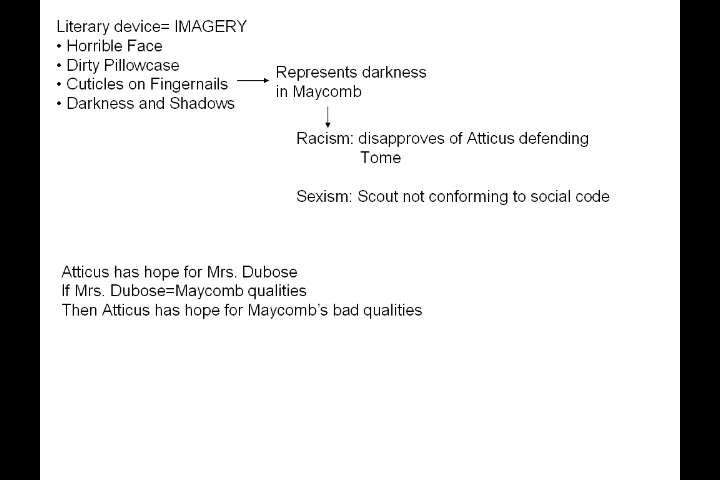 Literary device= IMAGERY
• Horrible Face
• Dirty Pillowcase
• Cuticles on Fingernails
• Darkness and Shadows
Represents darkness
in Maycomb
Racism: disapproves of Atticus defending
Tome
Sexism: Scout not conforming to social code
Atticus has hope for Mrs. Dubose
If Mrs. Dubose=Maycomb qualities
Then Atticus has hope for Maycomb's bad qualities